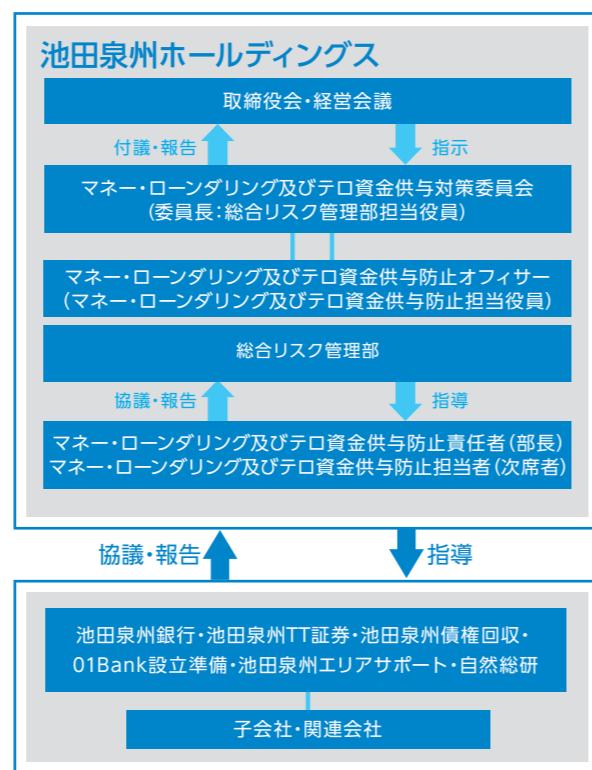 池田泉州ホールディングス
取締役会・経営会議
付議・報告
指示
マネー・ローンダリング及びテロ資金供与対策委員会
(委員長:総合リスク管理部担当役員)
マネー・ローンダリング及びテロ資金供与防止オフィサー
(マネー・ローンダリング及びテロ資金供与防止担当役員)
総合リスク管理部
協議・報告
指導
マネー・ローンダリング及びテロ資金供与防止責任者(部長)
マネー・ローンダリング及びテロ資金供与防止担当者(次席者)
協議・報告
指導
池田泉州銀行・池田泉州TT証券・池田泉州債権回収・
01Bank設立準備・池田泉州エリアサポート・自然総研
子会社・関連会社